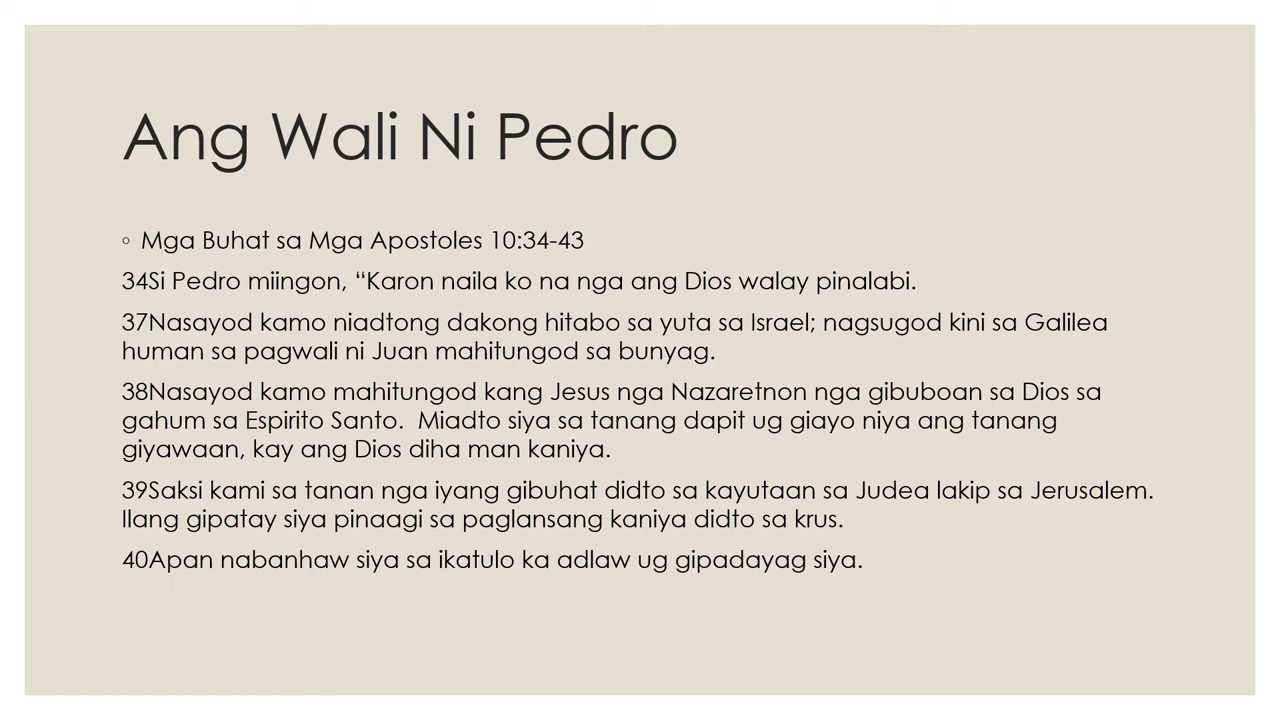 Ang Wali Ni Pedro
◦ Mga Buhat sa Mga Apostoles 10:34-43
34Si Pedro miingon, “Karon naila ko na nga ang Dios walay pinalabi.
37Nasayod kamo niadtong dakong hitabo sa yuta sa Israel; nagsugod kini sa Galilea
human sa pagwali ni Juan mahitungod sa bunyag.
38Nasayod kamo mahitungod kang Jesus nga Nazaretnon nga gibuboan sa Dios sa
gahum sa Espirito Santo.  Miadto siya sa tanang dapit ug giayo niya ang tanang
giyawaan, kay ang Dios diha man kaniya.
39Saksi kami sa tanan nga iyang gibuhat didto sa kayutaan sa Judea lakip sa Jerusalem.
Ilang gipatay siya pinaagi sa paglansang kaniya didto sa krus.
40Apan nabanhaw siya sa ikatulo ka adlaw ug gipadayag siya.